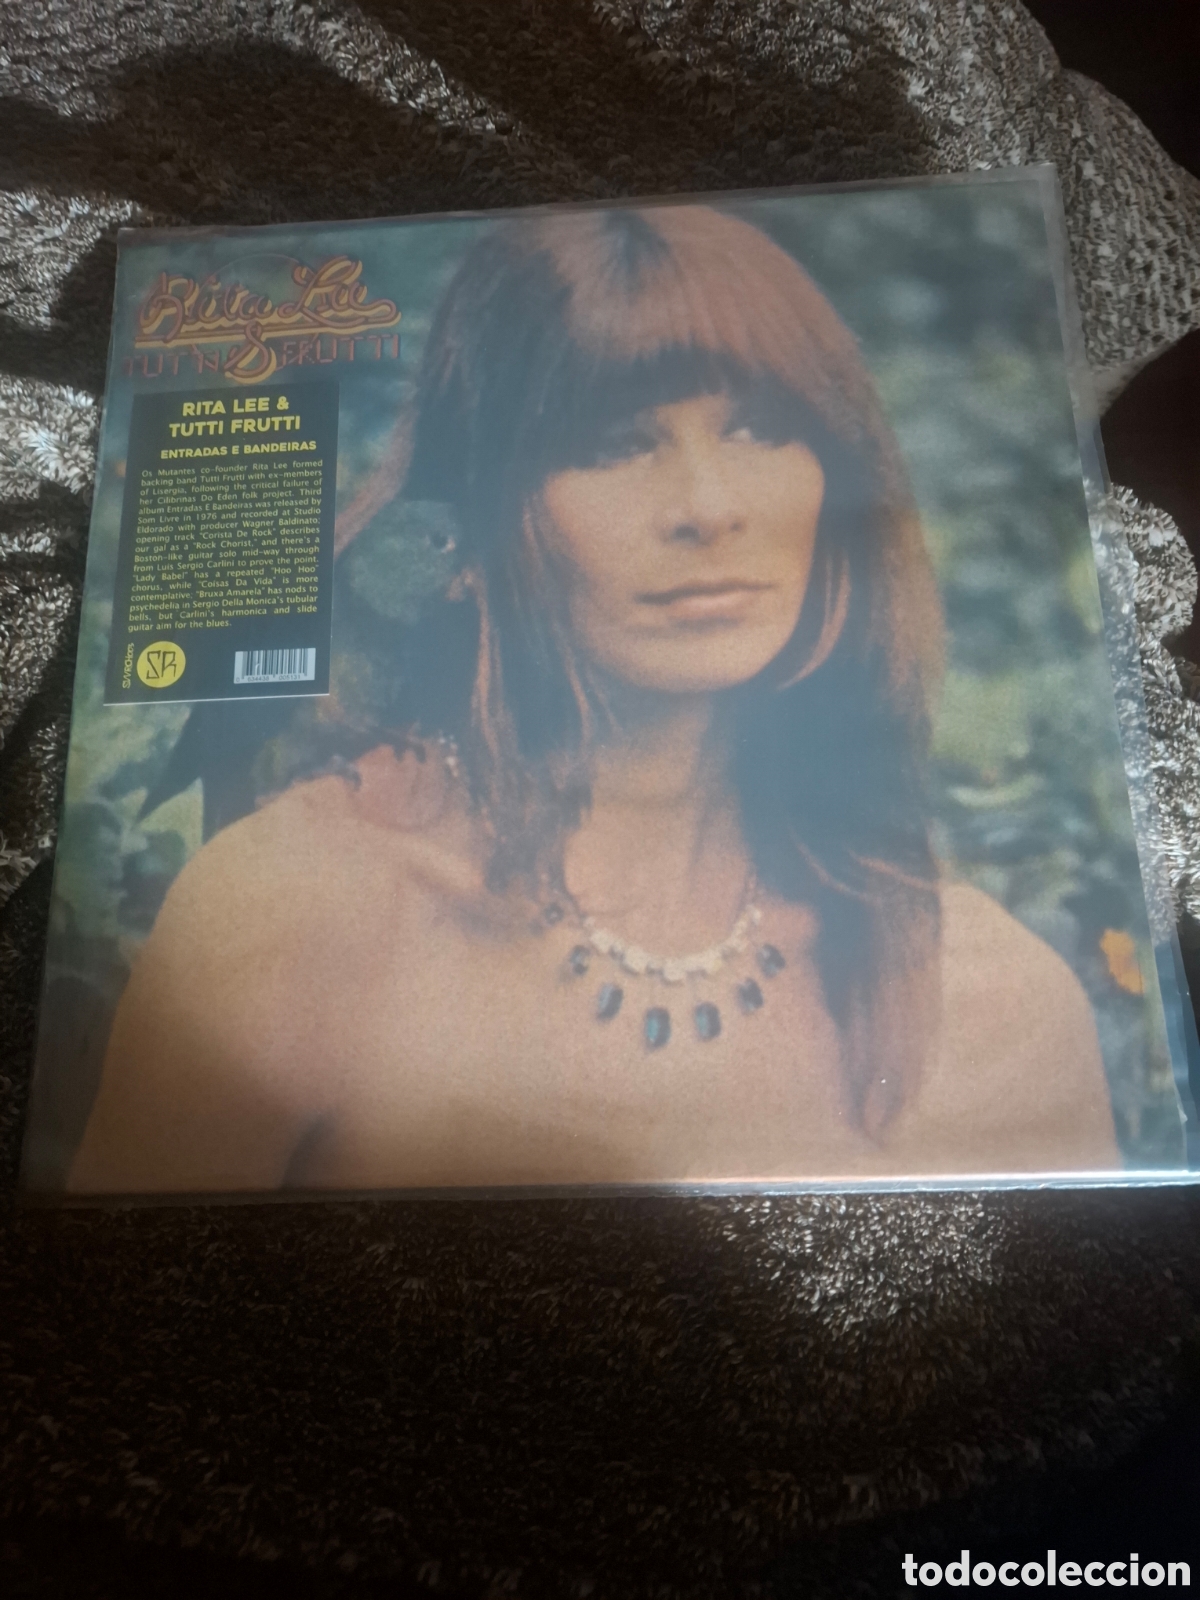 Rita Lee
& TUTTI FRUTTI
RITA LEE &
TUTTI FRUTTI
ENTRADAS E BANDEIRAS
Os Mutantes co-founder Rita Lee formed
backing band Tutti Frutti with ex-members
of Lisergia, following the critical failure of
her Cilibrinas Do Eden folk project. Third
album Entradas E Bandeiras was released by
Som Livre in 1976 and recorded at Studio
Eldorado with producer Wagner Baldinato;
opening track "Corista De Rock" describes
our gal as a "Rock Chorist," and there's a
Boston-like guitar solo mid-way through
from Luis Sergio Carlini to prove the point.
"Lady Babel" has a repeated "Hoo Hoo"
chorus, while "Coisas Da Vida" is more
contemplative; "Bruxa Amarela" has nods to
psychedelia in Sergio Della Monica's tubular
bells, but Carlini's harmonica and slide
guitar aim for the blues.
SR
todocoleccion